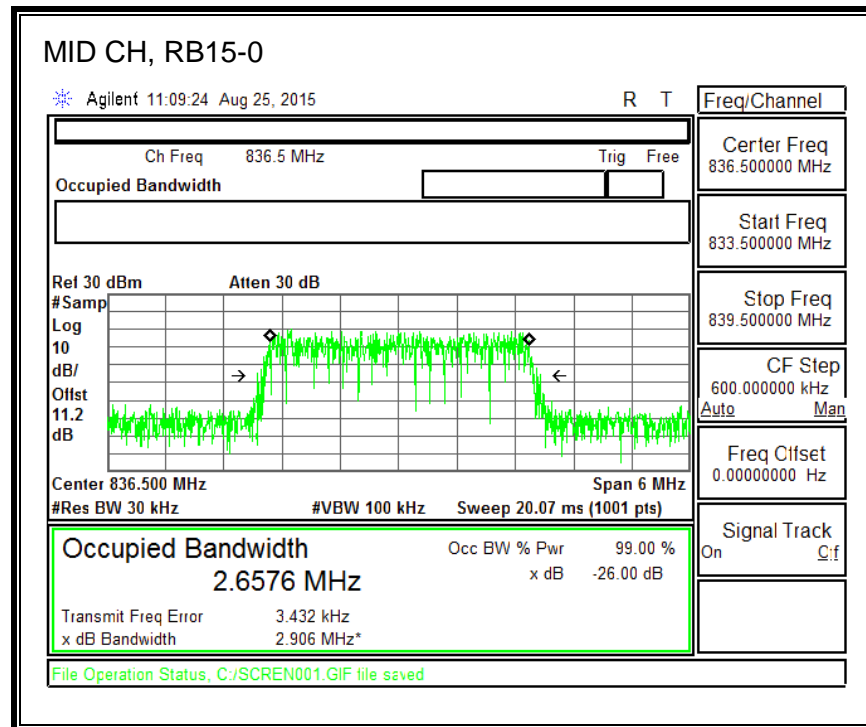 MID CH, RB15-0
Agilent 11:09:24 Aug 25, 2015 R T
Freq/Channel
Ch Freq 836.5 MHz Trig Free
Occupied Bandwidth
Center Freq
836.500000 MHz
Start Freq
833.500000 MHz
Stop Freq
839.500000 MHz
CF Step
600.000000 kHz
Auto Man
Freq Offset
0.00000000 Hz
Signal Track
On Off
Ref 30 dBm Atten 30 dB
#Samp
Log
10
dB/
Offst
11.2
dB
Center 836.500 MHz Span 6 MHz
#Res BW 30 kHz #VBW 100 kHz Sweep 20.07 ms (1001 pts)
Occupied Bandwidth
2.6576 MHz
Occ BW % Pwr 99.00 %
x dB -26.00 dB
Transmit Freq Error 3.432 kHz
x dB Bandwidth 2.906 MHz*
File Operation Status, C:/SCREN001.GIF file saved